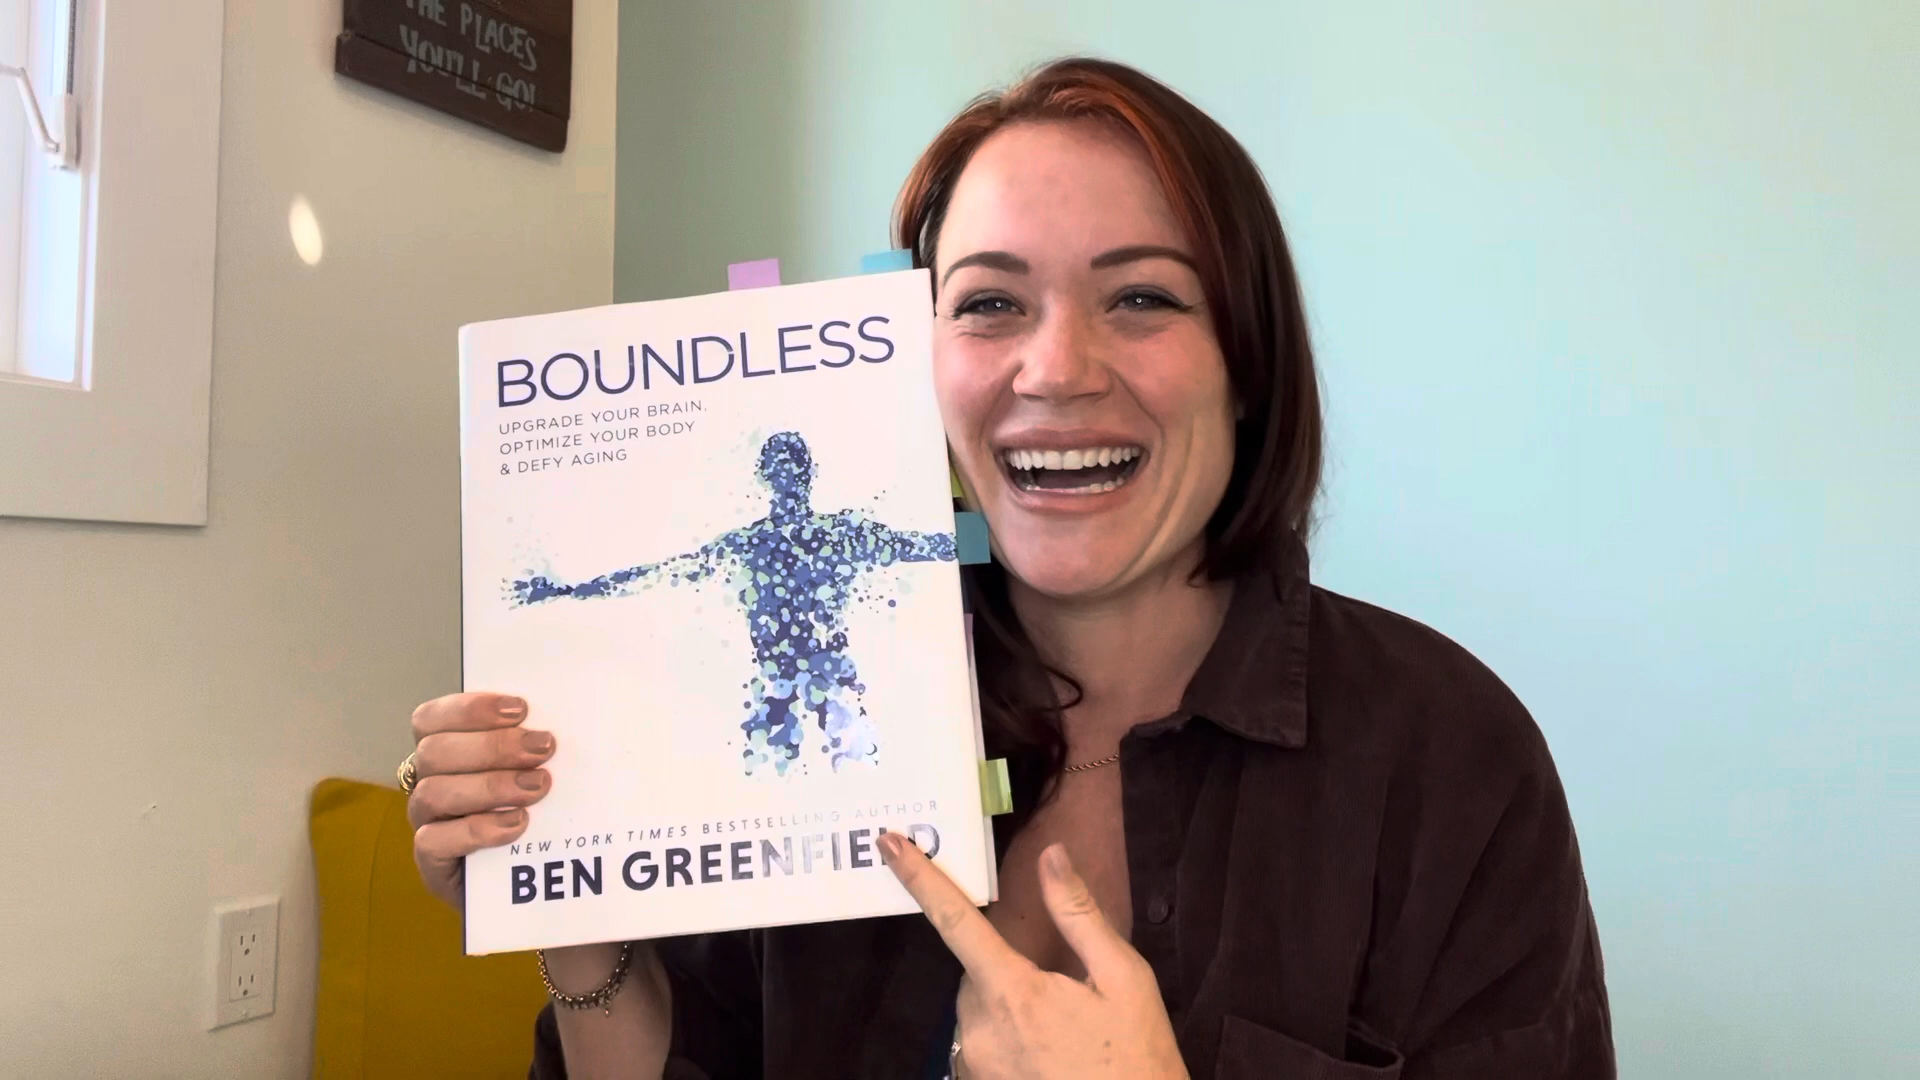 THE PLACES
YOU'LL GO!
BOUNDLESS
UPGRADE YOUR BRAIN,
OPTIMIZE YOUR BODY
& DEFY AGING
NEW YORK TIMES BESTSELLING AUTHOR
BEN GREENFIELD